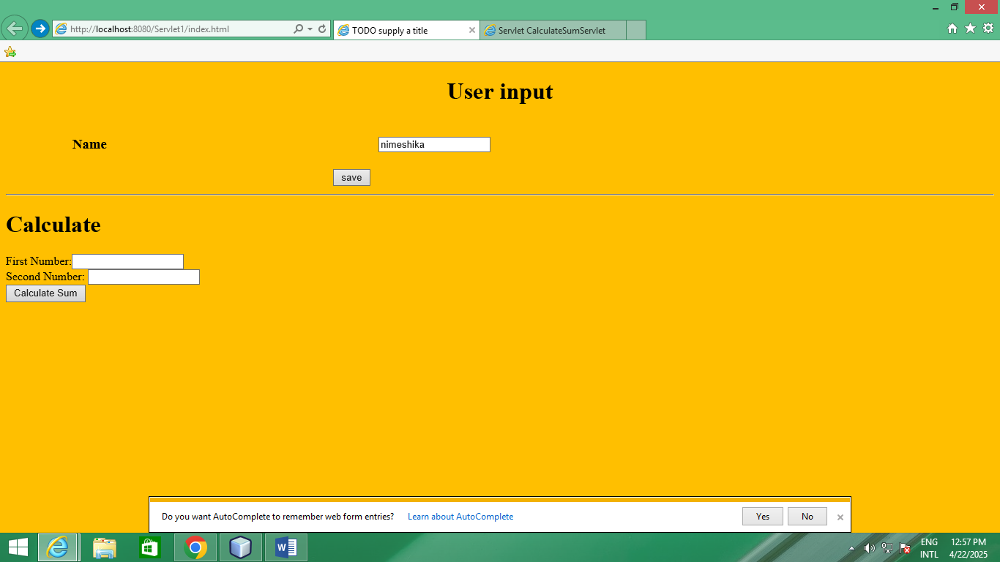 http://localhost:8080/Servlet1/index.html
TODO supply a title
Servlet CalculateSumServlet
User input
Name
nimeshika
save
Calculate
First Number:
Second Number:
Calculate Sum
Do you want AutoComplete to remember web form entries? Learn about AutoComplete Yes No
ENG 12:57 PM
INTL 4/22/2025